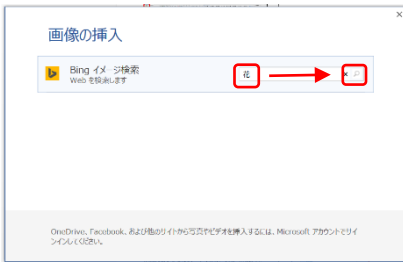 画像の挿入
Bing イメージ検索
Web を検索します
花
OneDrive、Facebook、および他のサイトから写真やビデオを挿入するには、Microsoft アカウントでサイ
ンインしてください。